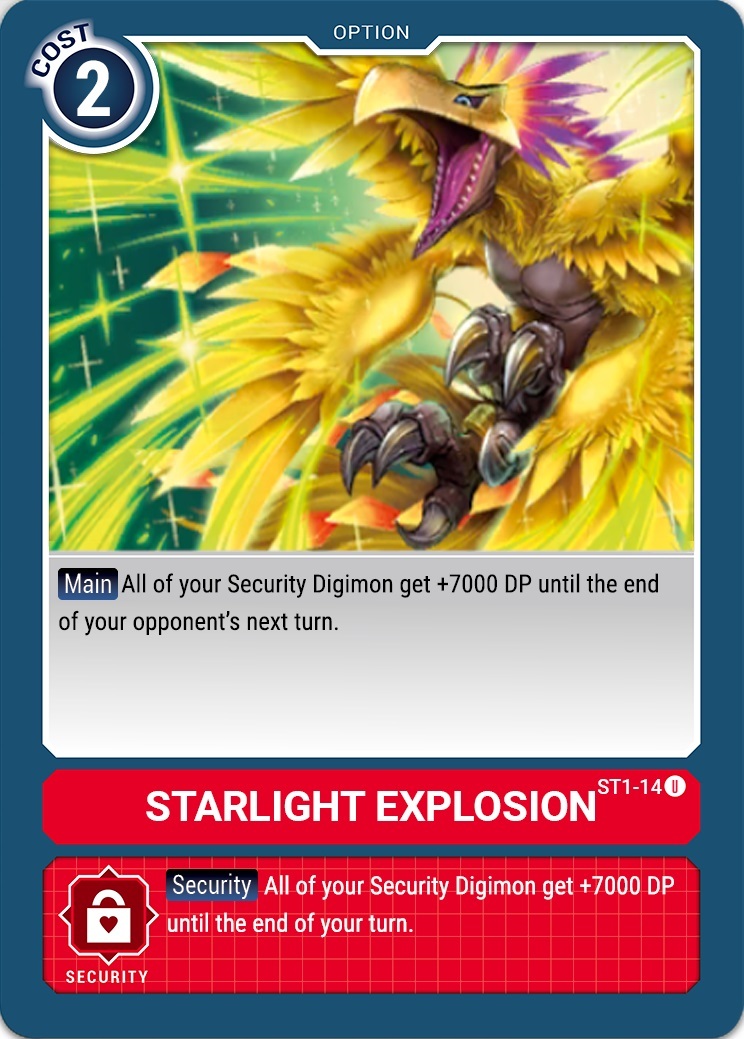 OPTION
COST
2
Main All of your Security Digimon get +7000 DP until the end
of your opponent’s next turn.
ST1-14 U
STARLIGHT EXPLOSION
Security All of your Security Digimon get +7000 DP
until the end of your turn.
SECURITY